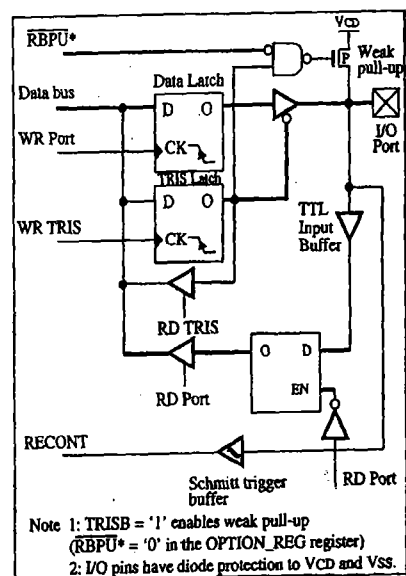 VCD
RBPU*
P
Weak
pull-up
Data bus
Data Latch
D O
I/O
Port
WR Port
CK
TRIS Latch
D O
TTL
Input
Buffer
WR TRIS
CK
RD TRIS
O D
EN
RD Port
RECONT
Schmitt trigger
buffer
RD Port
Note 1: TRISB = '1' enables weak pull-up
(RBPU* = '0' in the OPTION_REG register)
2: I/O pins have diode protection to VCD and VSS.